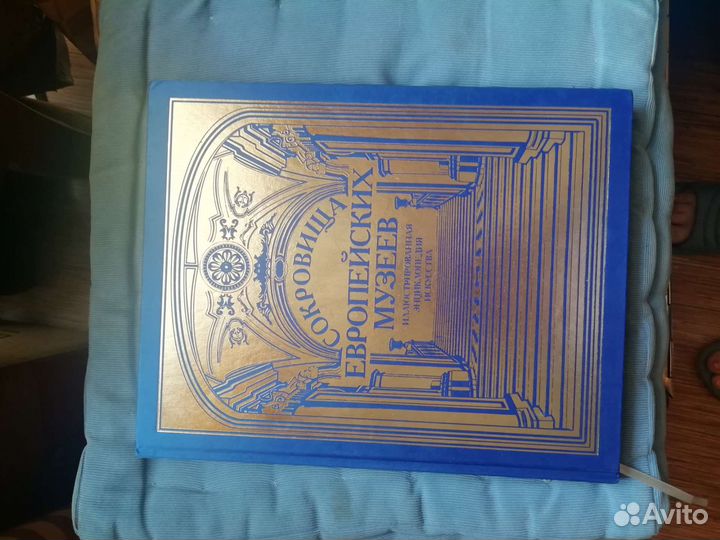 СОКРОВИЩА
ЕВРОПЕЙСКИХ
МУЗЕЕВ
ИЛЛЮСТРИРОВАННАЯ
ЭНЦИКЛОПЕДИЯ
ИСКУССТВА
Avito